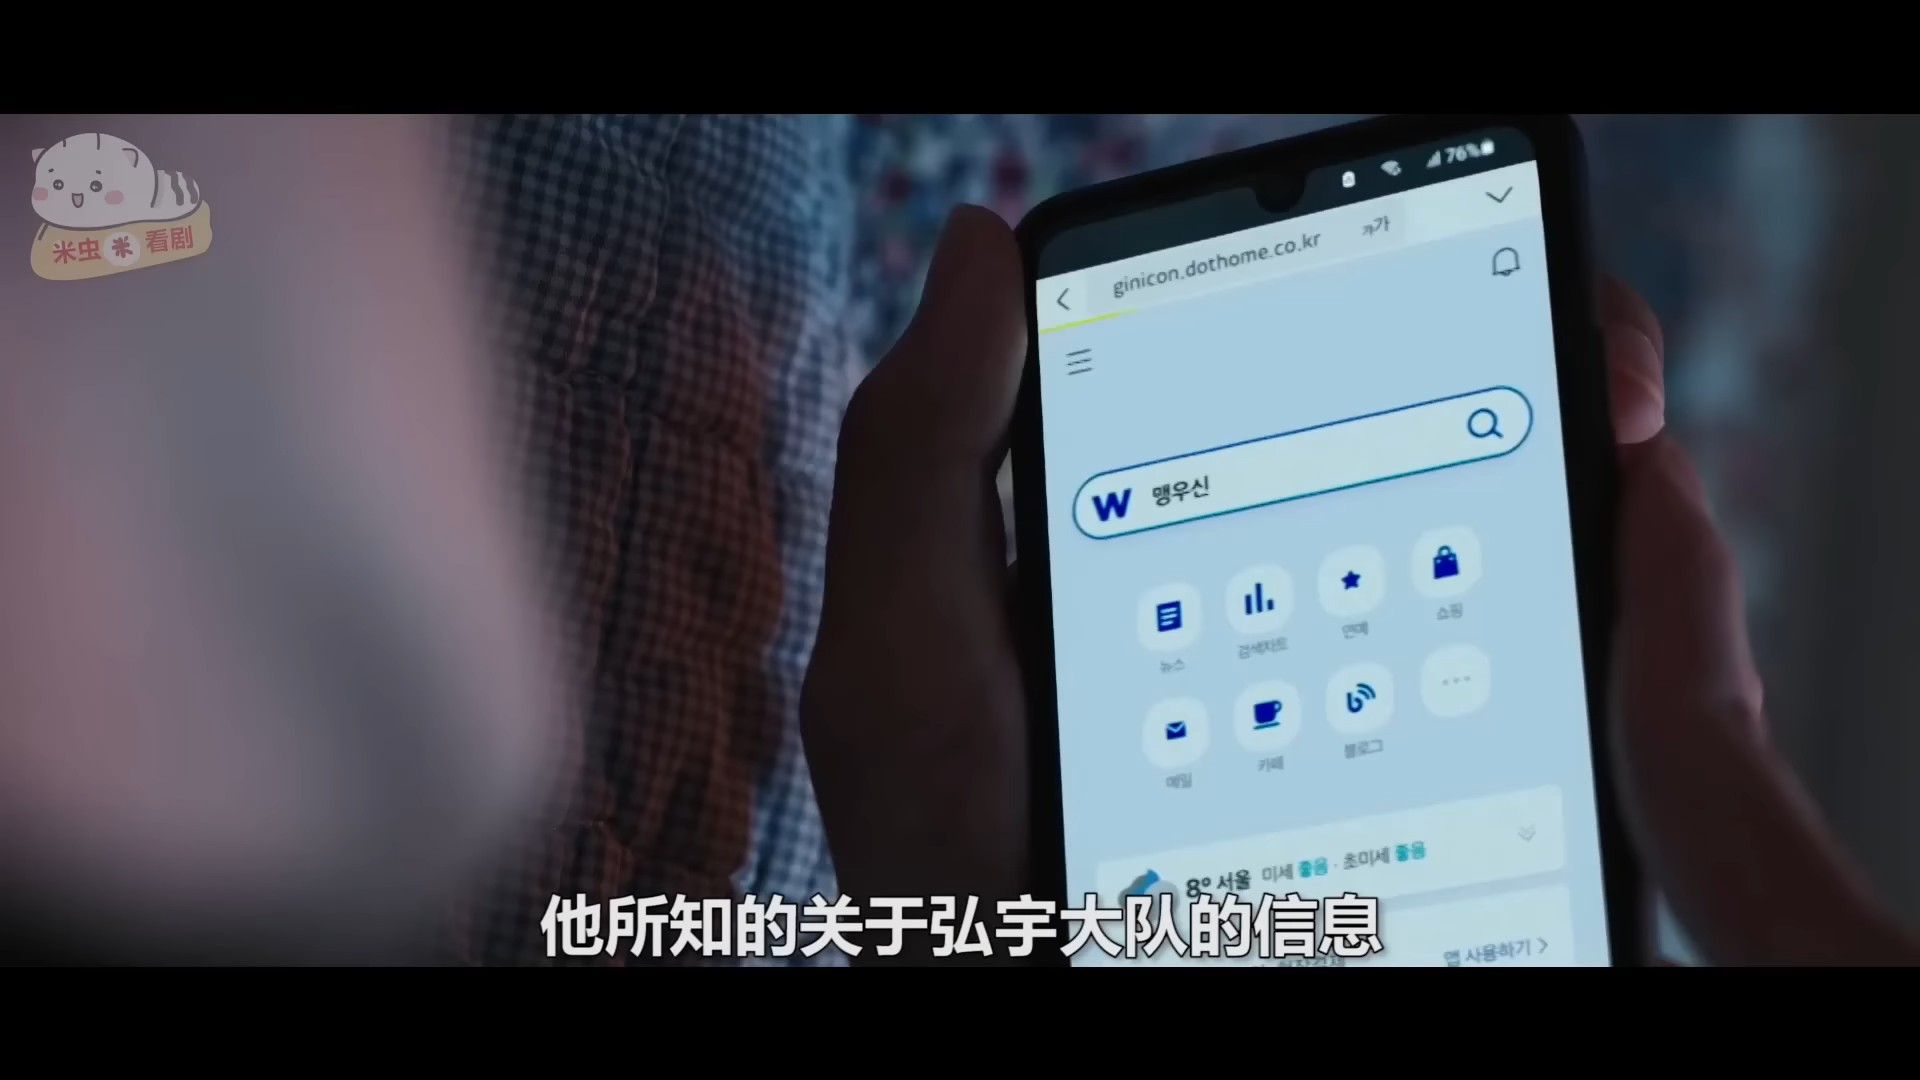 米虫 米 看剧
76%
ginicon.dothome.co.kr
가가
W 맹우신
뉴스 검색차트 연예 쇼핑
메일 카페 블로그
8° 서울 미세 좋음 · 초미세 좋음
앱 사용하기 >
他所知的关于弘宇大队的信息